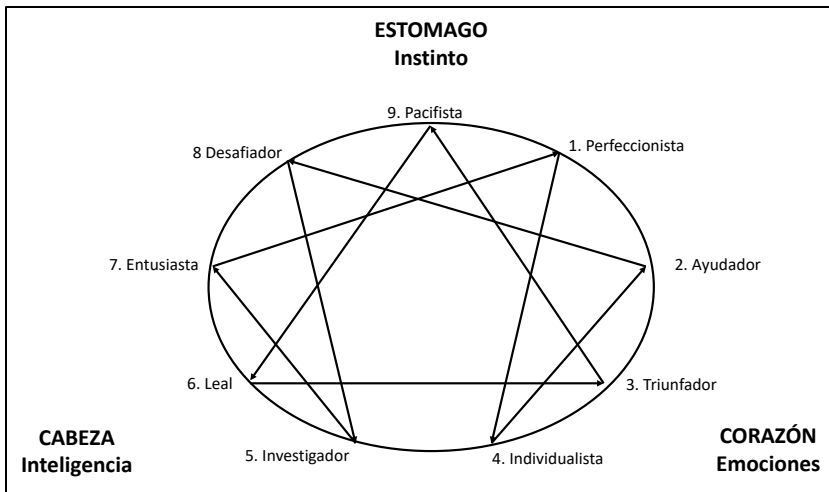 ESTOMAGO
Instinto
9. Pacifista
8 Desafiador
1. Perfeccionista
7. Entusiasta
2. Ayudador
6. Leal
3. Triunfador
CABEZA
Inteligencia
5. Investigador
4. Individualista
CORAZÓN
Emociones